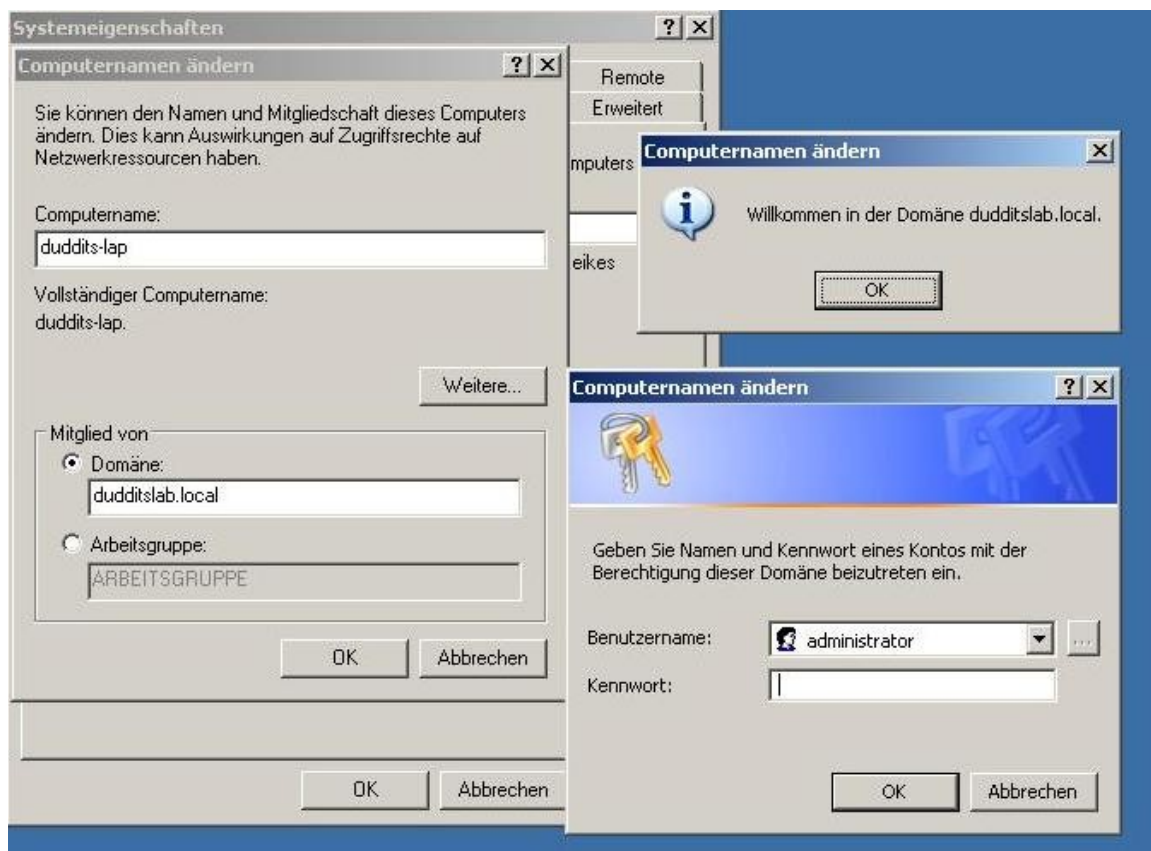 Systemeigenschaften
Computernamen ändern
Sie können den Namen und Mitgliedschaft dieses Computers
ändern. Dies kann Auswirkungen auf Zugriffsrechte auf
Netzwerkressourcen haben.
Computername:
duddits-lap
Vollständiger Computername:
duddits-lap.
Weitere...
Mitglied von
Domäne:
dudditslab.local
Arbeitsgruppe:
ARBEITSGRUPPE
OK
Abbrechen
OK
Abbrechen
Remote
Erweitert
mputers
eikes
Computernamen ändern
Willkommen in der Domäne dudditslab.local.
OK
Computernamen ändern
Geben Sie Namen und Kennwort eines Kontos mit der
Berechtigung dieser Domäne beizutreten ein.
Benutzername:
administrator
...
Kennwort:
OK
Abbrechen